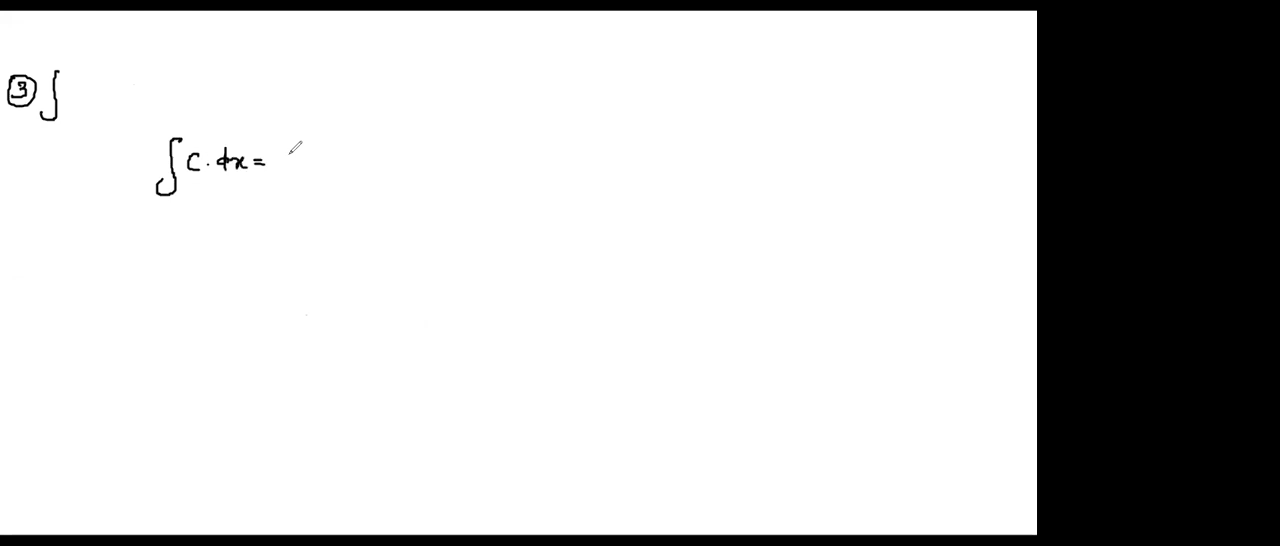 ③ ∫
∫ c · dx =